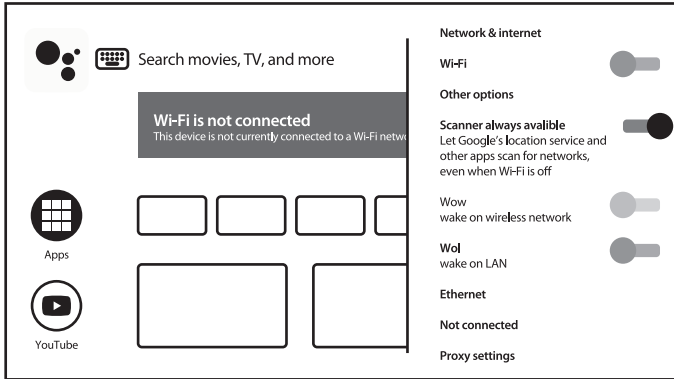 Search movies, TV, and more
Wi-Fi is not connected
This device is not currently connected to a Wi-Fi netwo
Apps
YouTube
Network & internet
Wi-Fi
Other options
Scanner always avalible
Let Google's location service and
other apps scan for networks,
even when Wi-Fi is off
Wow
wake on wireless network
Wol
wake on LAN
Ethernet
Not connected
Proxy settings